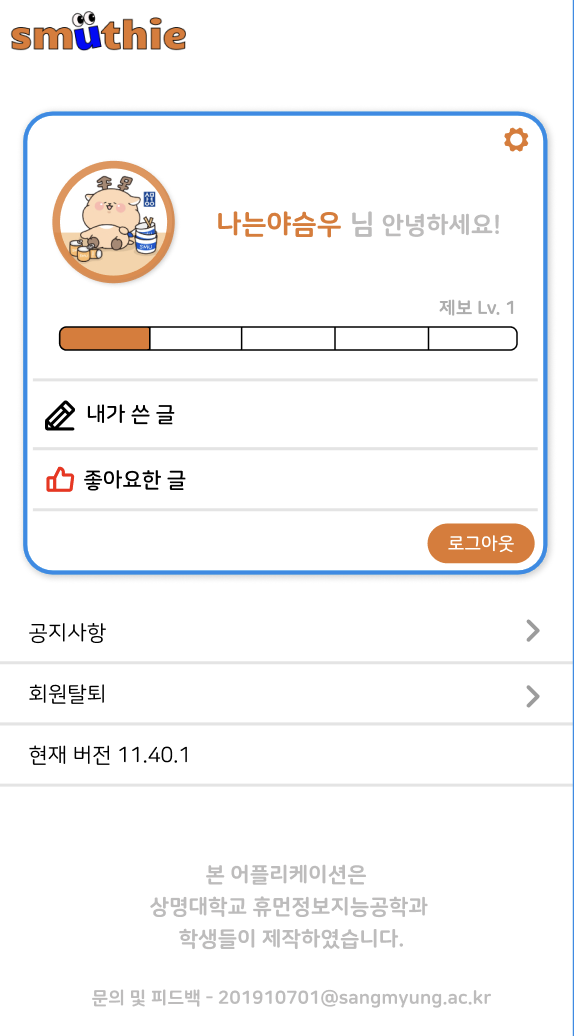 smuthie
수뭉
SMU
나는야슴우 님 안녕하세요!
제보 Lv. 1
내가 쓴 글
좋아요한 글
로그아웃
공지사항
회원탈퇴
현재 버전 11.40.1
본 어플리케이션은
상명대학교 휴먼정보지능공학과
학생들이 제작하였습니다.
문의 및 피드백 - 201910701@sangmyung.ac.kr